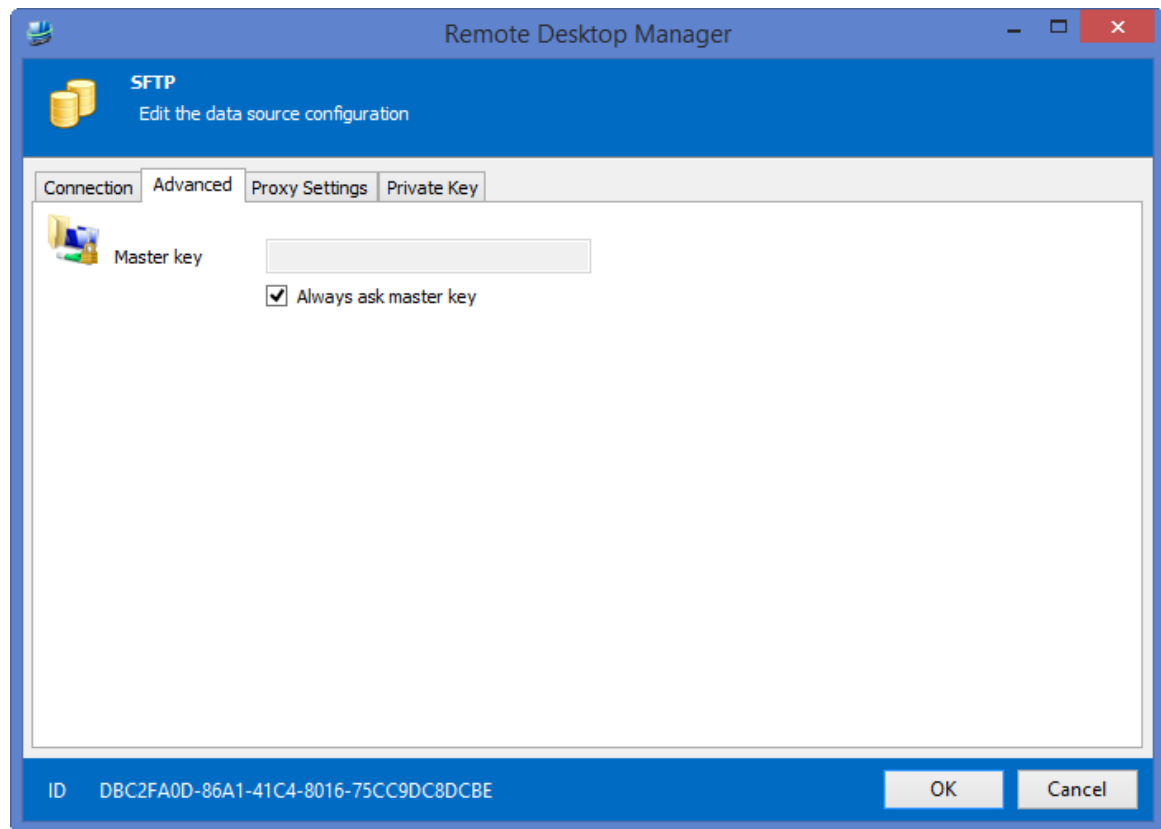 Remote Desktop Manager
SFTP
Edit the data source configuration
Connection Advanced Proxy Settings Private Key
Master key
Always ask master key
ID DBC2FA0D-86A1-41C4-8016-75CC9DC8DCBE OK Cancel